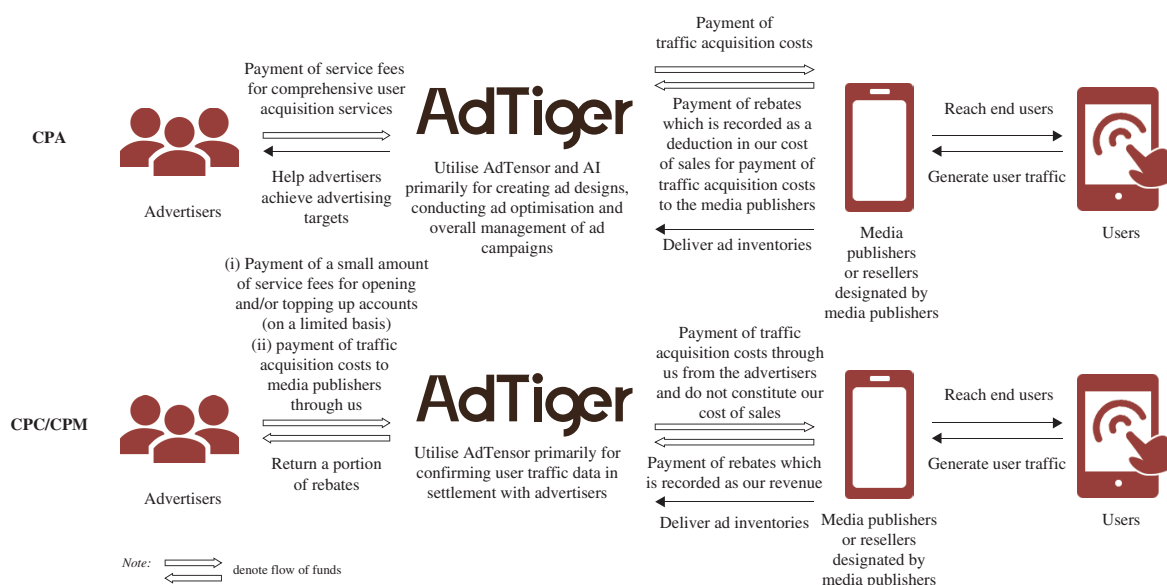 CPA
Advertisers
Payment of service fees
for comprehensive user
acquisition services
Help advertisers
achieve advertising
targets
AdTiger
Utilise AdTensor and AI
primarily for creating ad designs,
conducting ad optimisation and
overall management of ad
campaigns
Payment of
traffic acquisition costs
Payment of rebates
which is recorded as a
deduction in our cost
of sales for payment of
traffic acquisition costs
to the media publishers
Deliver ad inventories
Media
publishers
or resellers
designated by
media publishers
Reach end users
Generate user traffic
Users
CPC/CPM
Advertisers
(i) Payment of a small amount
of service fees for opening
and/or topping up accounts
(on a limited basis)
(ii) payment of traffic
acquisition costs to
media publishers
through us
Return a portion
of rebates
AdTiger
Utilise AdTensor primarily for
confirming user traffic data in
settlement with advertisers
Payment of traffic
acquisition costs through
us from the advertisers
and do not constitute our
cost of sales
Payment of rebates which
is recorded as our revenue
Deliver ad inventories
Media publishers
or resellers
designated by
media publishers
Reach end users
Generate user traffic
Users
Note:
denote flow of funds